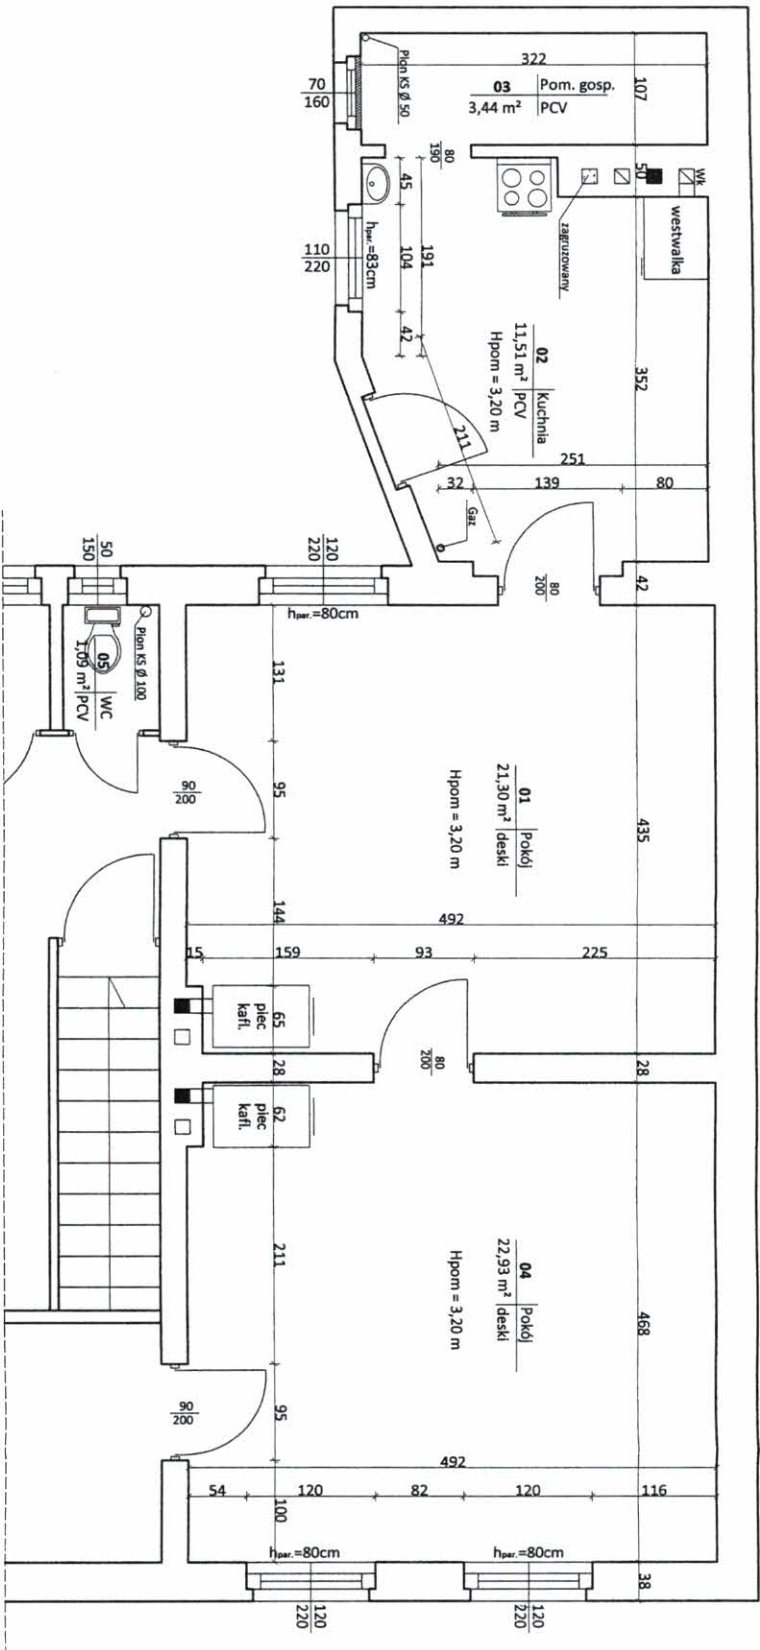 322
107
03 Pom. gosp.
3,44 m² PCV
Pion KS Ø 50
70
160
80
190
50
Wk
westwalka
zagruzowany
45
104
191
42
110
220
hpar.=83cm
02 Kuchnia
11,51 m² PCV
Hpom = 3,20 m
352
211
251
32
139
80
Gaz
80
200
42
50
150
120
220
hpar.=80cm
Pion KS Ø 100
05 WC
1,09 m² PCV
131
95
90
200
01 Pokój
21,30 m² deski
Hpom = 3,20 m
435
144
492
15
159
93
225
65
piec
kafl.
28
80
200
28
62
piec
kafl.
211
04 Pokój
22,93 m² deski
Hpom = 3,20 m
468
90
200
95
492
54
120
82
120
116
100
hpar.=80cm
hpar.=80cm
38
120
220
120
220